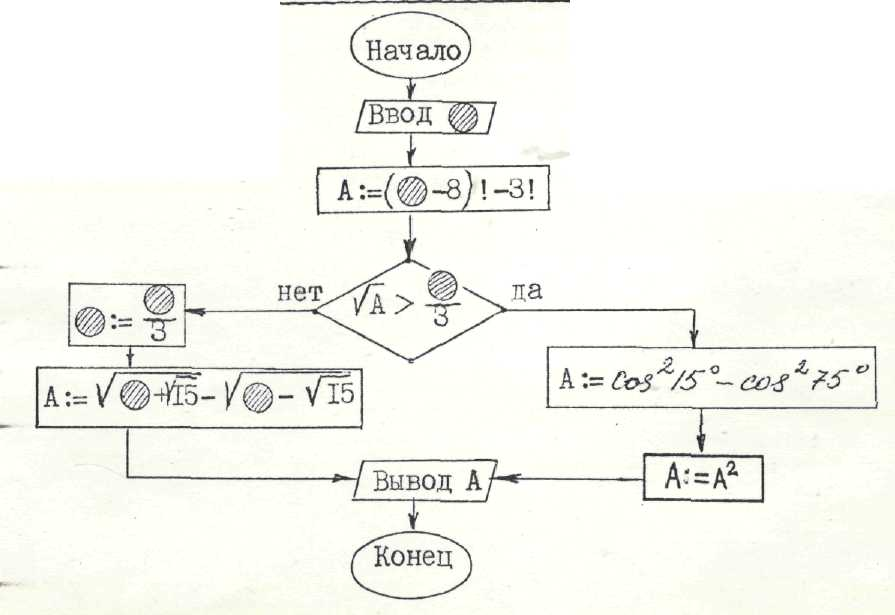 Начало
Ввод
A:=( -8)!-3!
нет
√A > /3
да
:= /3
A:=√( +√15)-√( - √15)
A:= cos²15°- cos²75°
Вывод A
A:=A²
Конец